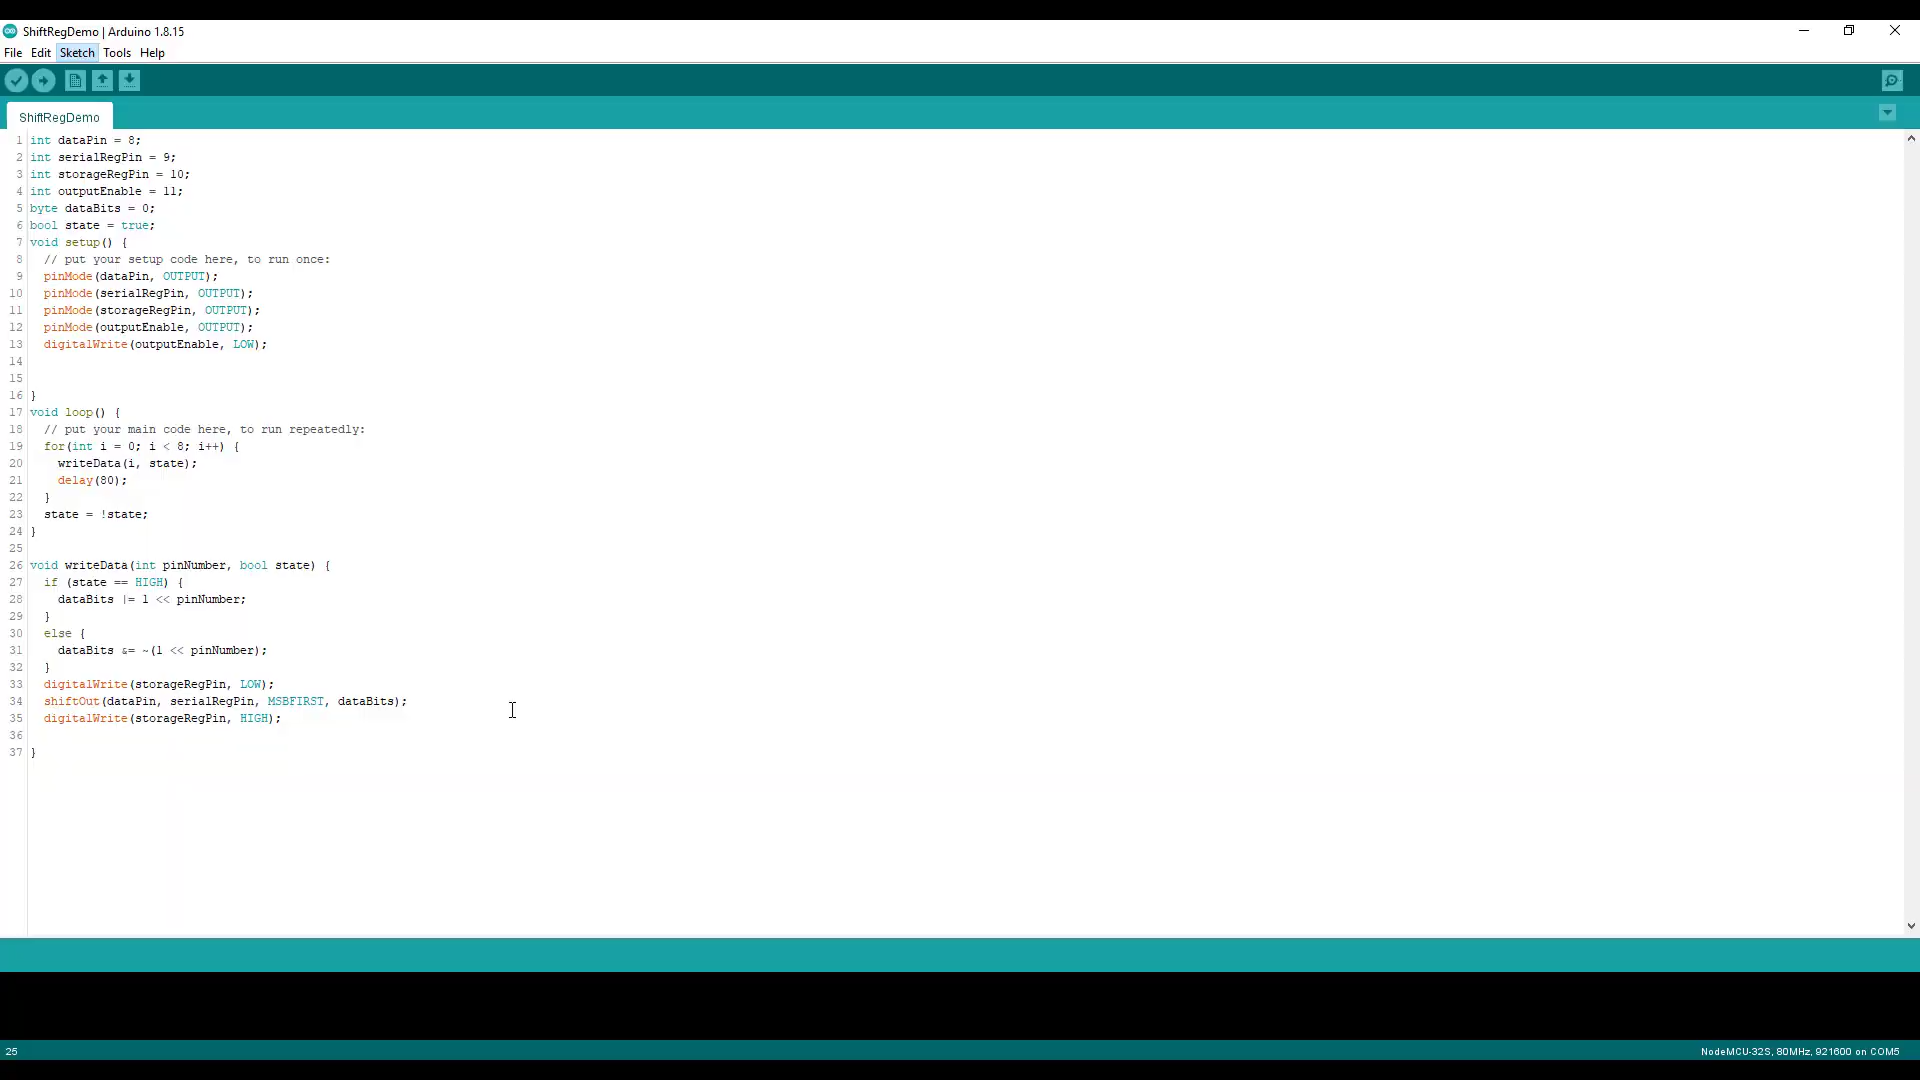 ShiftRegDemo | Arduino 1.8.15
File Edit Sketch Tools Help
ShiftRegDemo
1 int dataPin = 8;
2 int serialRegPin = 9;
3 int storageRegPin = 10;
4 int outputEnable = 11;
5 byte dataBits = 0;
6 bool state = true;
7 void setup() {
8   // put your setup code here, to run once:
9   pinMode(dataPin, OUTPUT);
10   pinMode(serialRegPin, OUTPUT);
11   pinMode(storageRegPin, OUTPUT);
12   pinMode(outputEnable, OUTPUT);
13   digitalWrite(outputEnable, LOW);
14
15
16 }
17 void loop() {
18   // put your main code here, to run repeatedly:
19   for(int i = 0; i < 8; i++) {
20     writeData(i, state);
21     delay(80);
22   }
23   state = !state;
24 }
25
26 void writeData(int pinNumber, bool state) {
27   if (state == HIGH) {
28     dataBits |= 1 << pinNumber;
29   }
30   else {
31     dataBits &= ~(1 << pinNumber);
32   }
33   digitalWrite(storageRegPin, LOW);
34   shiftOut(dataPin, serialRegPin, MSBFIRST, dataBits);
35   digitalWrite(storageRegPin, HIGH);
36
37 }
25 NodeMCU-32S, 80MHz, 921600 on COM5